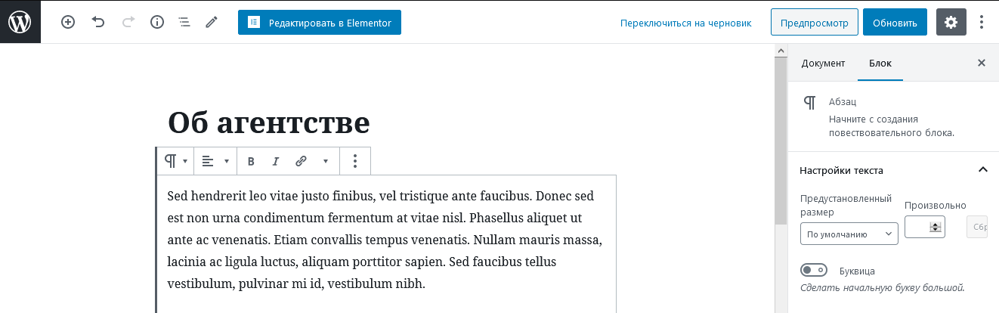 Редактировать в Elementor
Переключиться на черновик
Предпросмотр
Обновить
Документ
Блок
Об агентстве
B I
Sed hendrerit leo vitae justo finibus, vel tristique ante faucibus. Donec sed
est non urna condimentum fermentum at vitae nisl. Phasellus aliquet ut
ante ac venenatis. Etiam convallis tempus venenatis. Nullam mauris massa,
lacinia ac ligula luctus, aliquam porttitor sapien. Sed faucibus tellus
vestibulum, pulvinar mi id, vestibulum nibh.
Абзац
Начните с создания
повествовательного блока.
Настройки текста
Предустановленный
размер
По умолчанию
Произвольно
Сбр
Буквица
Сделать начальную букву большой.